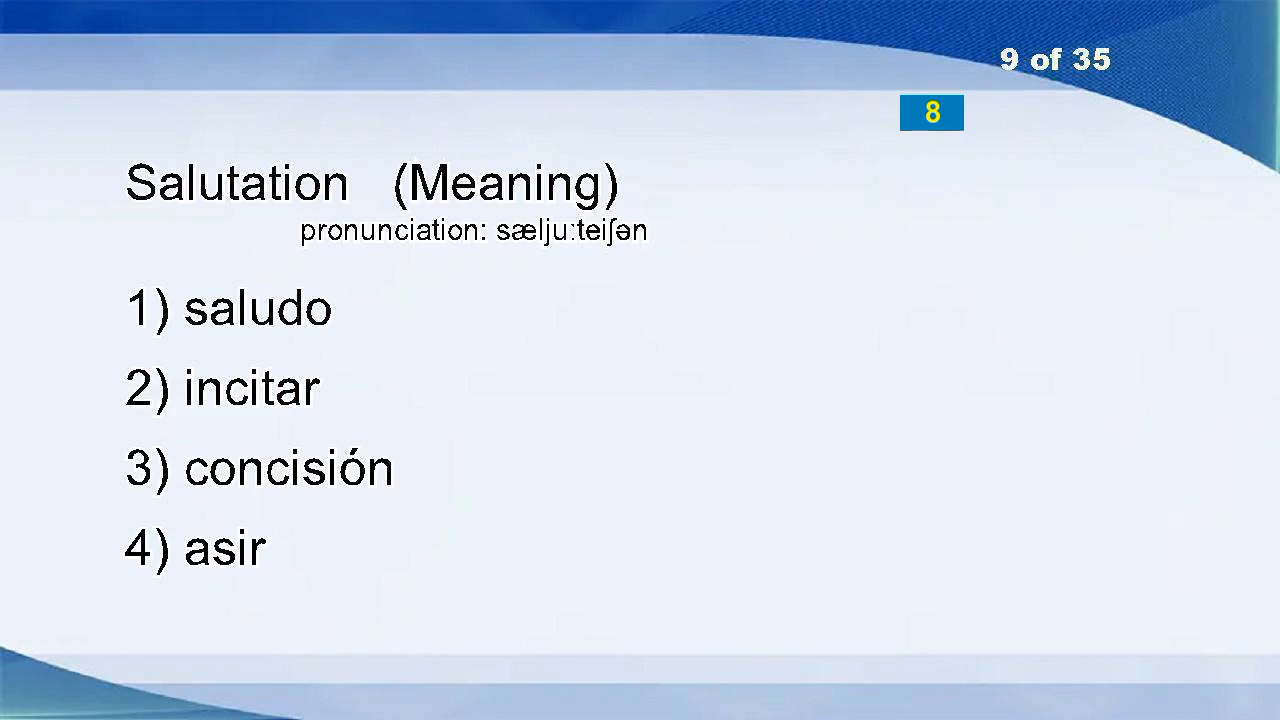 9 of 35
8
Salutation (Meaning)
pronunciation: sælju:teiʃən
1) saludo
2) incitar
3) concisión
4) asir